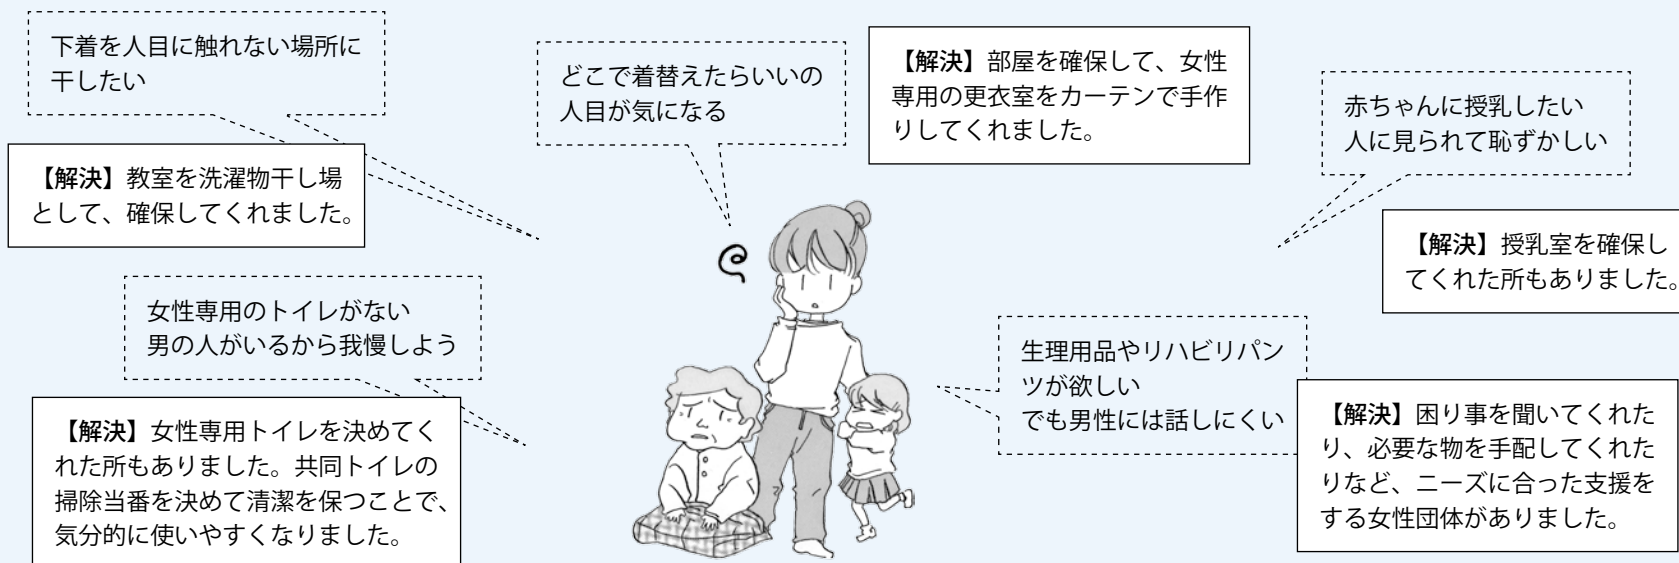 下着を人目に触れない場所に
干したい
【解決】教室を洗濯物干し場
として、確保してくれました。
どこで着替えたらいいの
人目が気になる
【解決】部屋を確保して、女性
専用の更衣室をカーテンで手作
りしてくれました。
赤ちゃんに授乳したい
人に見られて恥ずかしい
【解決】授乳室を確保し
てくれた所もありました。
女性専用のトイレがない
男の人がいるから我慢しよう
【解決】女性専用トイレを決めてく
れた所もありました。共同トイレの
掃除当番を決めて清潔を保つことで、
気分的に使いやすくなりました。
生理用品やリハビリパン
ツが欲しい
でも男性には話しにくい
【解決】困り事を聞いてくれた
り、必要な物を手配してくれた
りなど、ニーズに合った支援を
する女性団体がありました。